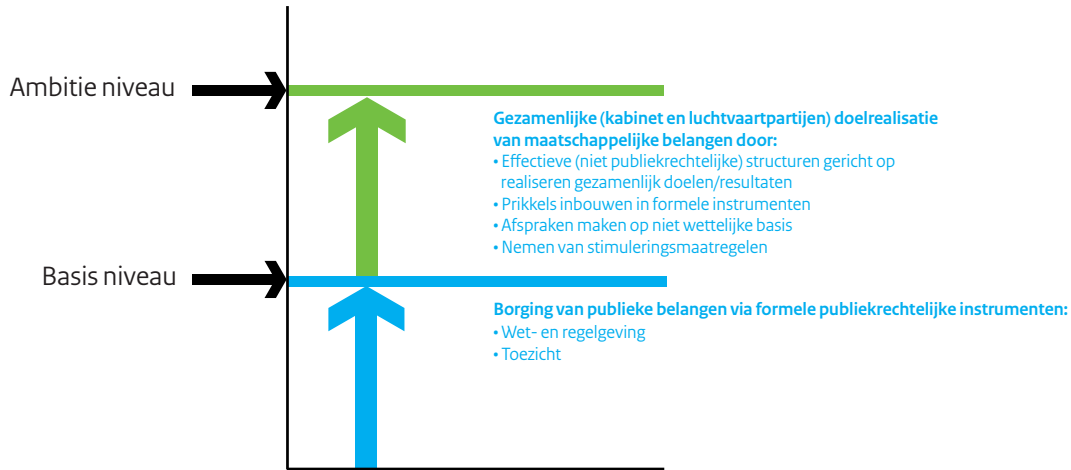 Ambitie niveau
Gezamenlijke (kabinet en luchtvaartpartijen) doelrealisatie
van maatschappelijke belangen door:
• Effectieve (niet publiekrechtelijke) structuren gericht op
realiseren gezamenlijk doelen/resultaten
• Prikkels inbouwen in formele instrumenten
• Afspraken maken op niet wettelijke basis
• Nemen van stimuleringsmaatregelen
Basis niveau
Borging van publieke belangen via formele publiekrechtelijke instrumenten:
• Wet- en regelgeving
• Toezicht